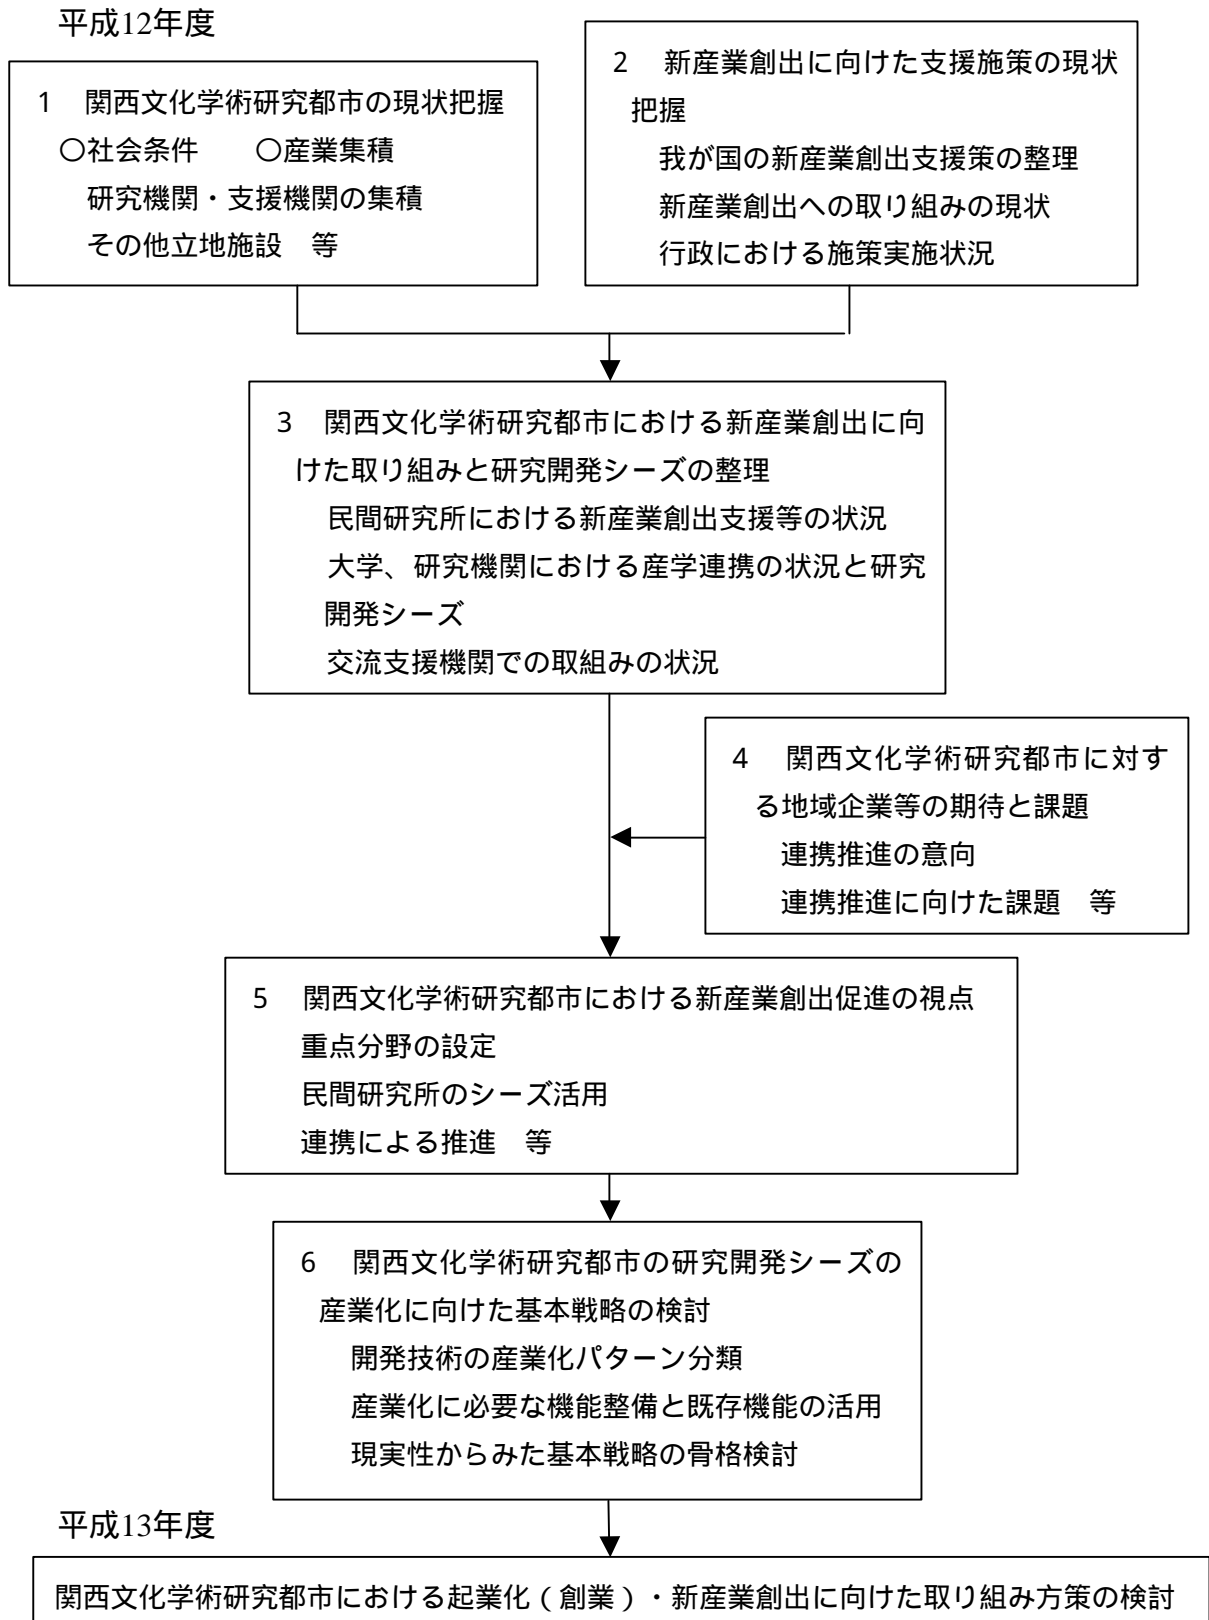 平成12年度
1　関西文化学術研究都市の現状把握
○社会条件　　○産業集積
研究機関・支援機関の集積
その他立地施設　等
2　新産業創出に向けた支援施策の現状
把握
我が国の新産業創出支援策の整理
新産業創出への取り組みの現状
行政における施策実施状況
3　関西文化学術研究都市における新産業創出に向
けた取り組みと研究開発シーズの整理
民間研究所における新産業創出支援等の状況
大学、研究機関における産学連携の状況と研究
開発シーズ
交流支援機関での取組みの状況
4　関西文化学術研究都市に対す
る地域企業等の期待と課題
連携推進の意向
連携推進に向けた課題　等
5　関西文化学術研究都市における新産業創出促進の視点
重点分野の設定
民間研究所のシーズ活用
連携による推進　等
6　関西文化学術研究都市の研究開発シーズの
産業化に向けた基本戦略の検討
開発技術の産業化パターン分類
産業化に必要な機能整備と既存機能の活用
現実性からみた基本戦略の骨格検討
平成13年度
関西文化学術研究都市における起業化（創業）・新産業創出に向けた取り組み方策の検討